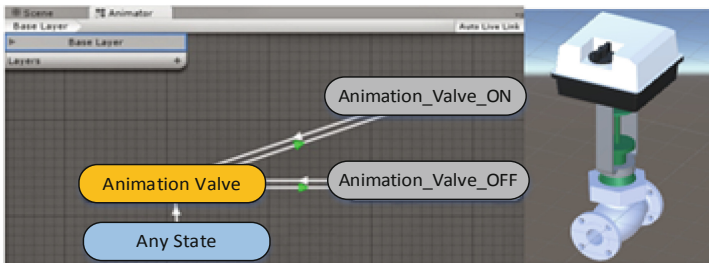 Scene Animator
Base Layer Auto Live Link
Base Layer
Layers +
Animation_Valve_ON
Animation Valve
Animation_Valve_OFF
Any State